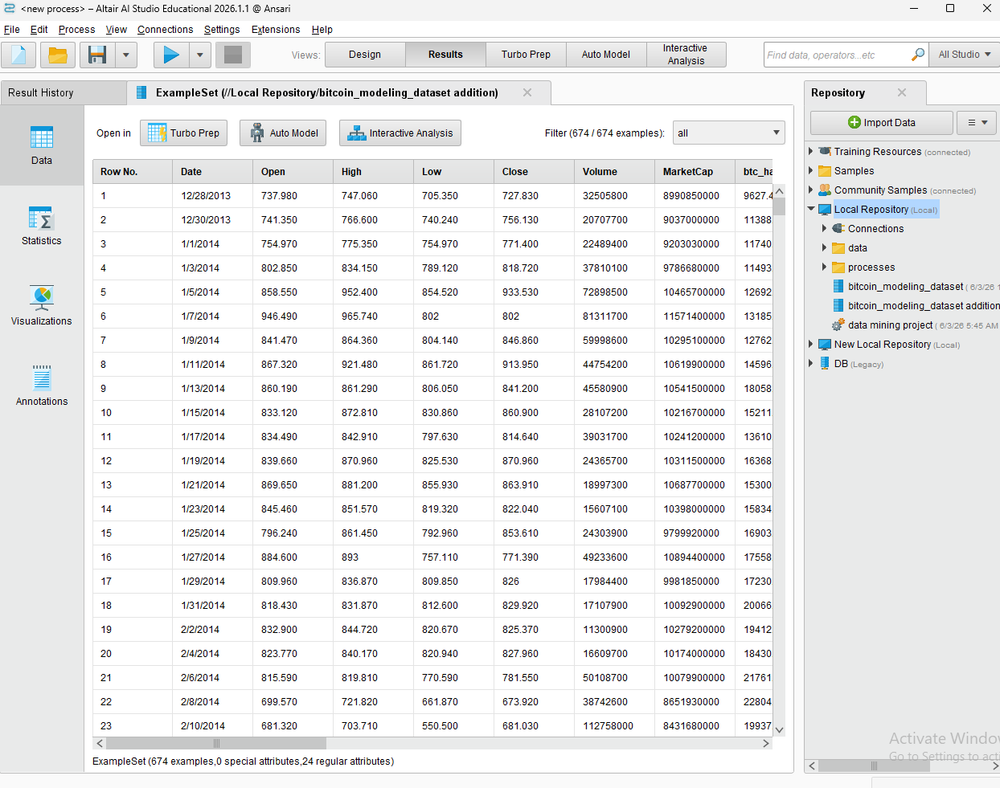 <new process> – Altair AI Studio Educational 2026.1.1 @ Ansari
File Edit Process View Connections Settings Extensions Help
Views: Design Results Turbo Prep Auto Model Interactive Analysis Find data, operators...etc All Studio
Result History ExampleSet (//Local Repository/bitcoin_modeling_dataset addition)
Open in Turbo Prep Auto Model Interactive Analysis Filter (674 / 674 examples): all
Data
Statistics
Visualizations
Annotations
Row No. Date Open High Low Close Volume MarketCap btc_ha
1 12/28/2013 737.980 747.060 705.350 727.830 32505800 8990850000 9627.4
2 12/30/2013 741.350 766.600 740.240 756.130 20707700 9037000000 11388
3 1/1/2014 754.970 775.350 754.970 771.400 22489400 9203030000 11740
4 1/3/2014 802.850 834.150 789.120 818.720 37810100 9786680000 11493
5 1/5/2014 858.550 952.400 854.520 933.530 72898500 10465700000 12692
6 1/7/2014 946.490 965.740 802 802 81311700 11571400000 13185
7 1/9/2014 841.470 864.360 804.140 846.860 59998600 10295100000 12762
8 1/11/2014 867.320 921.480 861.720 913.950 44754200 10619900000 14596
9 1/13/2014 860.190 861.290 806.050 841.200 45580900 10541500000 18058
10 1/15/2014 833.120 872.810 830.860 860.900 28107200 10216700000 15211
11 1/17/2014 834.490 842.910 797.630 814.640 39031700 10241200000 13610
12 1/19/2014 839.660 870.960 825.530 870.960 24365700 10311500000 16368
13 1/21/2014 869.650 881.200 855.930 863.910 18997300 10687700000 15300
14 1/23/2014 845.460 851.570 819.320 822.040 15607100 10398000000 15834
15 1/25/2014 796.240 861.450 792.960 853.610 24303900 9799920000 16903
16 1/27/2014 884.600 893 757.110 771.390 49233600 10894400000 17558
17 1/29/2014 809.960 836.870 809.850 826 17984400 9981850000 17230
18 1/31/2014 818.430 831.870 812.600 829.920 17107900 10092900000 20066
19 2/2/2014 832.900 844.720 820.670 825.370 11300900 10279200000 19412
20 2/4/2014 823.770 840.170 820.940 827.960 16609700 10174000000 18430
21 2/6/2014 815.590 819.810 770.590 781.550 50108700 10079900000 21761
22 2/8/2014 699.570 721.820 661.870 673.920 38742600 8651930000 22804
23 2/10/2014 681.320 703.710 550.500 681.030 112758000 8431680000 19937
ExampleSet (674 examples,0 special attributes,24 regular attributes)
Repository
Import Data
Training Resources (connected)
Samples
Community Samples (connected)
Local Repository (Local)
Connections
data
processes
bitcoin_modeling_dataset ( 6/3/26 1
bitcoin_modeling_dataset addition
data mining project ( 6/3/26 5:45 AM
New Local Repository (Local)
DB (Legacy)
Activate Window
Go to Settings to acti